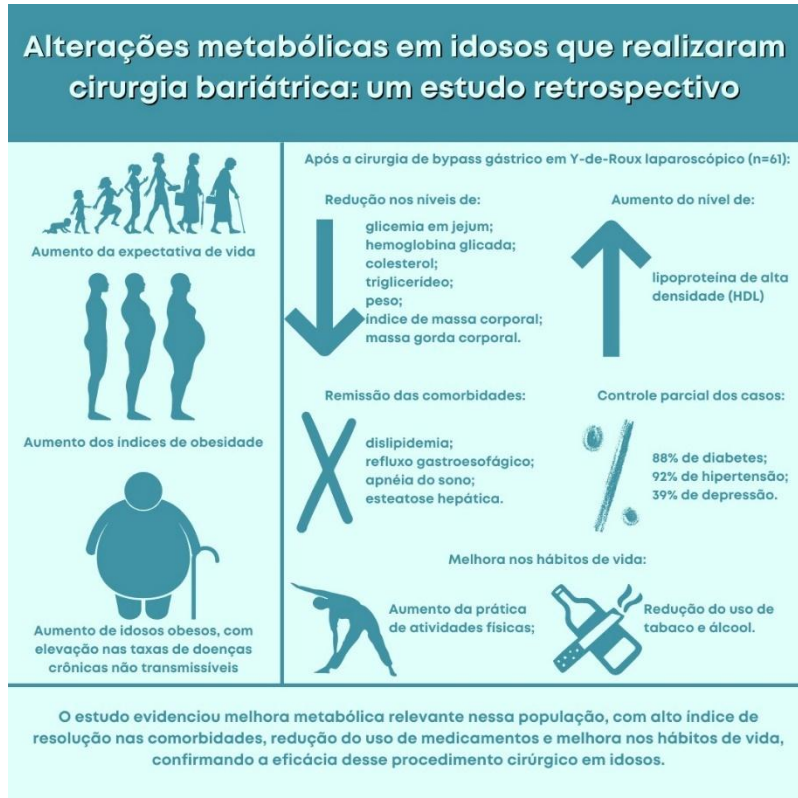 Alterações metabólicas em idosos que realizaram
cirurgia bariátrica: um estudo retrospectivo
Aumento da expectativa de vida
Aumento dos índices de obesidade
Aumento de idosos obesos, com
elevação nas taxas de doenças
crônicas não transmissíveis
Após a cirurgia de bypass gástrico em Y-de-Roux laparoscópico (n=61):
Redução nos níveis de:
glicemia em jejum;
hemoglobina glicada;
colesterol;
triglicerídeo;
peso;
índice de massa corporal;
massa gorda corporal.
Aumento do nível de:
lipoproteína de alta
densidade (HDL)
Remissão das comorbidades:
dislipidemia;
refluxo gastroesofágico;
apnéia do sono;
esteatose hepática.
Controle parcial dos casos:
%
88% de diabetes;
92% de hipertensão;
39% de depressão.
Melhora nos hábitos de vida:
Aumento da prática
de atividades físicas;
Redução do uso de
tabaco e álcool.
O estudo evidenciou melhora metabólica relevante nessa população, com alto índice de
resolução nas comorbidades, redução do uso de medicamentos e melhora nos hábitos de vida,
confirmando a eficácia desse procedimento cirúrgico em idosos.